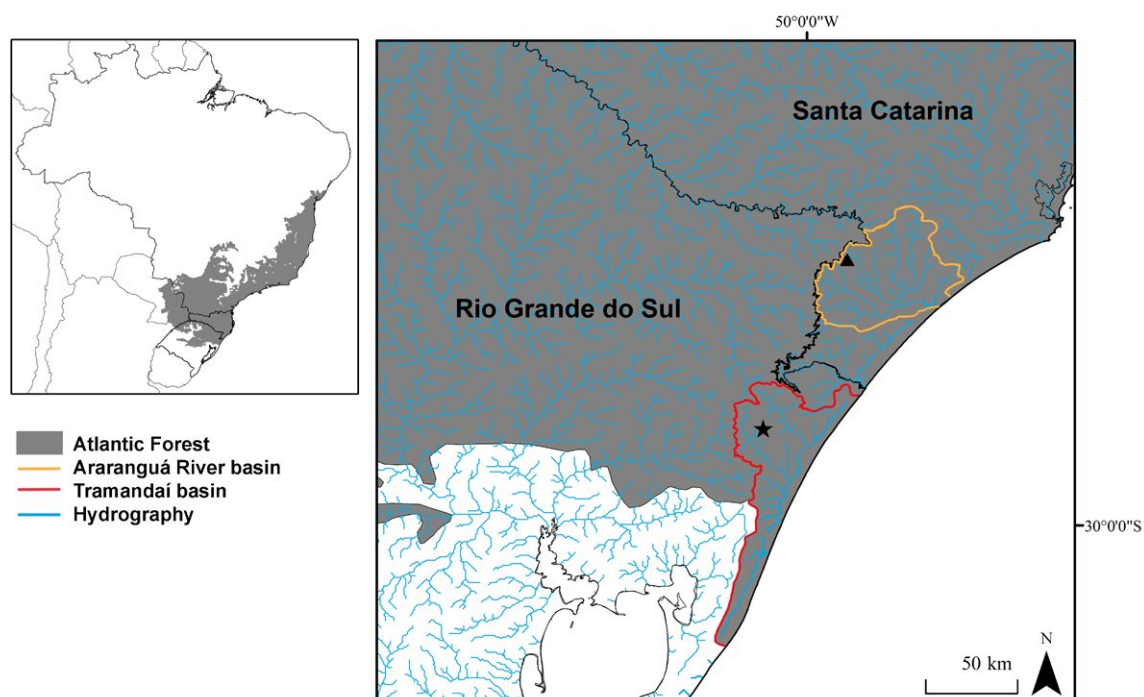 50°0'0"W
Santa Catarina
Rio Grande do Sul
Atlantic Forest
Araranguá River basin
Tramandaí basin
Hydrography
30°0'0"S
N
50 km